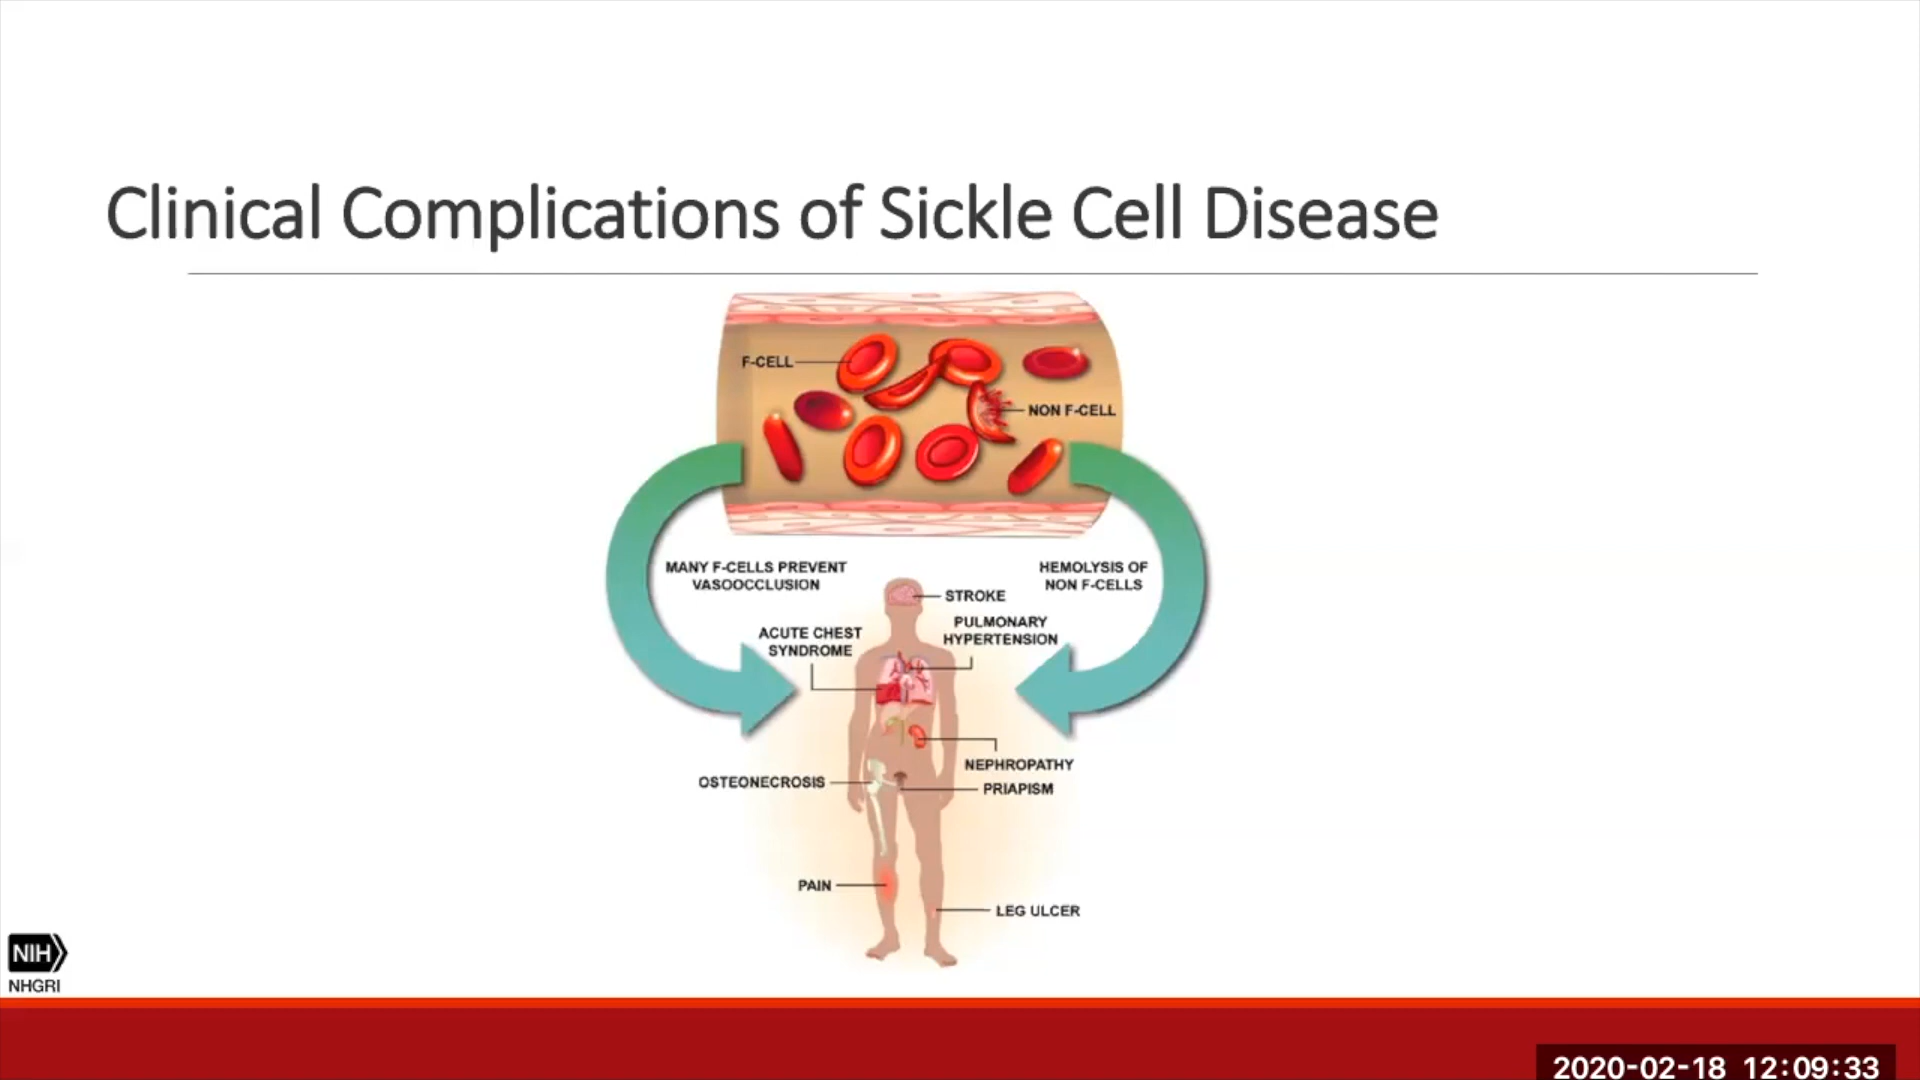 Clinical Complications of Sickle Cell Disease
F-CELL
NON F-CELL
MANY F-CELLS PREVENT
VASOOCCLUSION
HEMOLYSIS OF
NON F-CELLS
STROKE
PULMONARY
HYPERTENSION
ACUTE CHEST
SYNDROME
NEPHROPATHY
OSTEONECROSIS
PRIAPISM
PAIN
LEG ULCER
NIH
NHGRI
2020-02-18 12:09:33